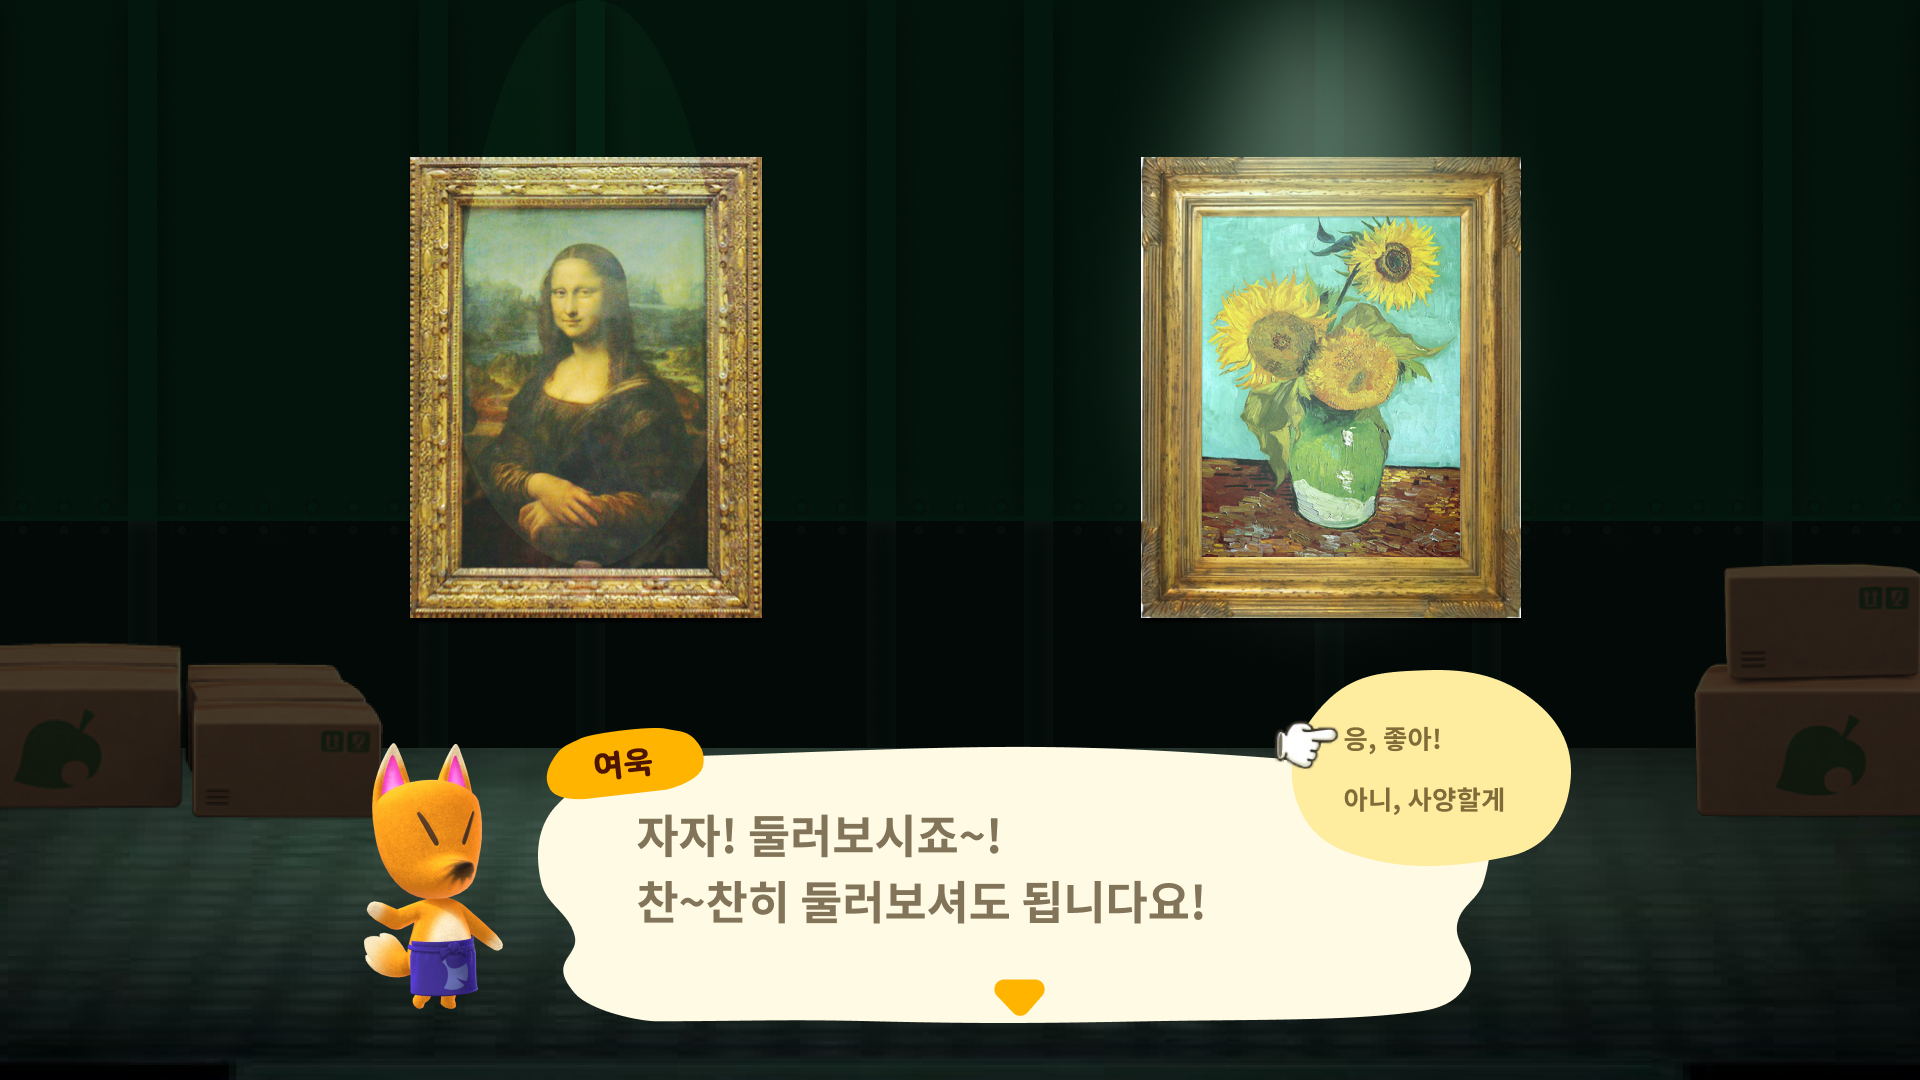 여욱
자자! 둘러보시죠~!
찬~찬히 둘러보셔도 됩니다요!
응, 좋아!
아니, 사양할게